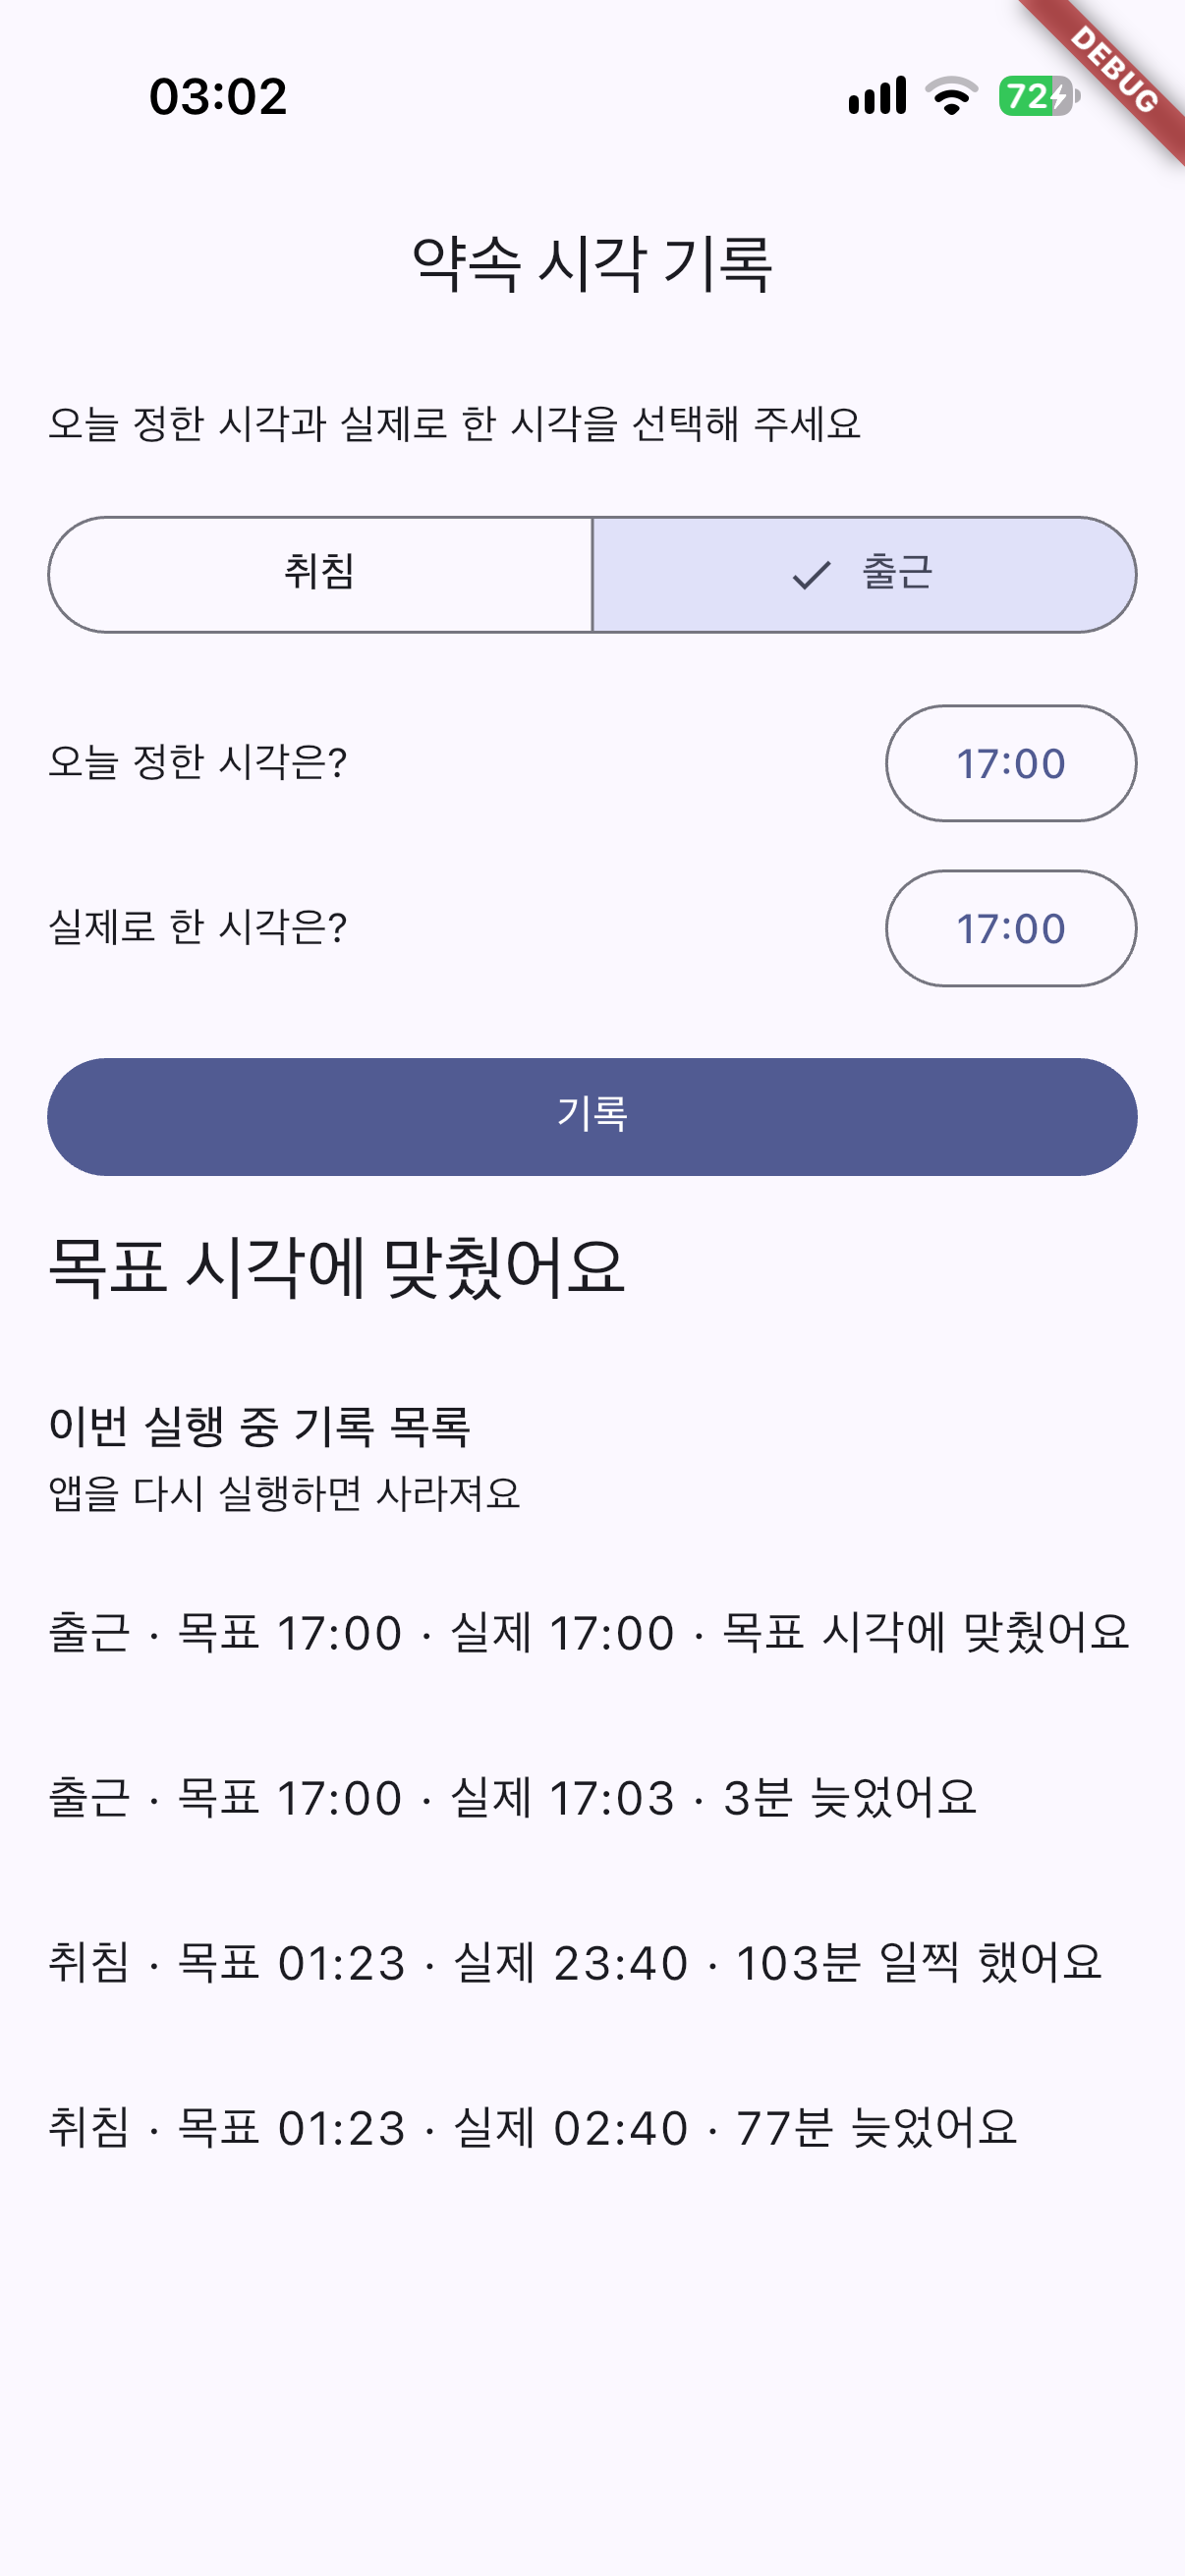 03:02
72
DEBUG
약속 시각 기록
오늘 정한 시각과 실제로 한 시각을 선택해 주세요
취침
출근
오늘 정한 시각은?
17:00
실제로 한 시각은?
17:00
기록
목표 시각에 맞췄어요
이번 실행 중 기록 목록
앱을 다시 실행하면 사라져요
출근 · 목표 17:00 · 실제 17:00 · 목표 시각에 맞췄어요
출근 · 목표 17:00 · 실제 17:03 · 3분 늦었어요
취침 · 목표 01:23 · 실제 23:40 · 103분 일찍 했어요
취침 · 목표 01:23 · 실제 02:40 · 77분 늦었어요